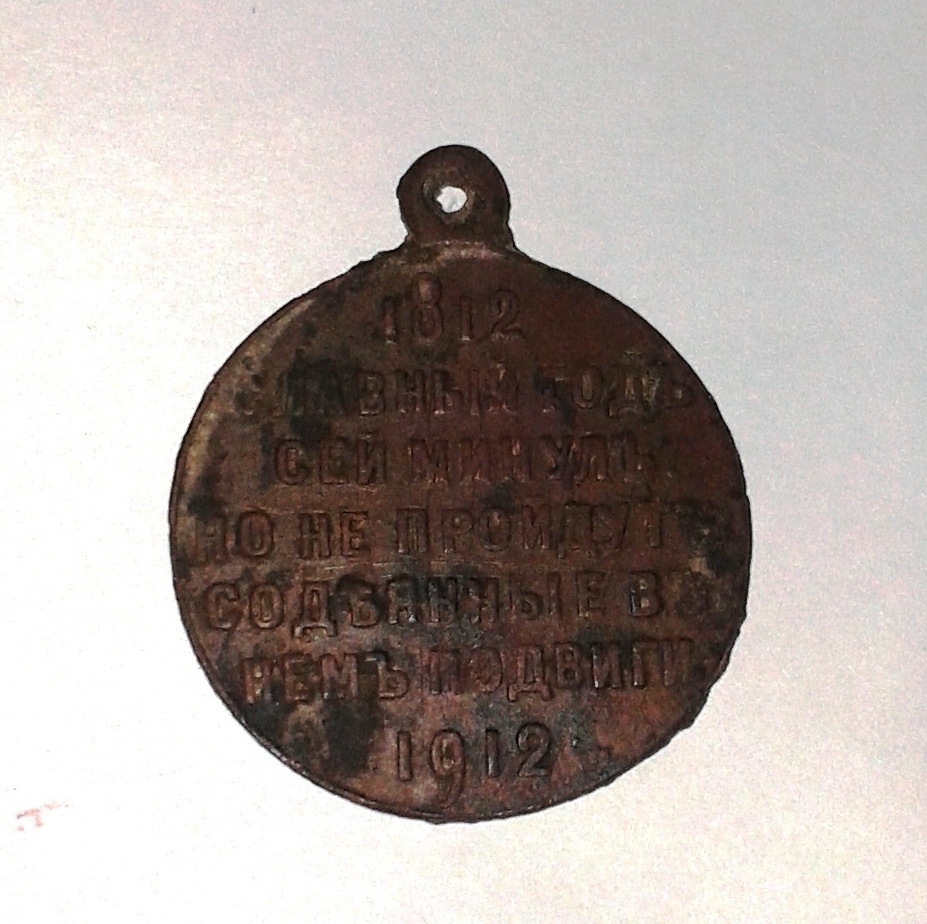 1812
СЛАВНЫЙ ГОДЪ
СЕЙ МИНУЛЪ
НО НЕ ПРОЙДУТЪ
СОДѢЯННЫЕ ВЪ
НЕМЪ ПОДВИГИ
1912